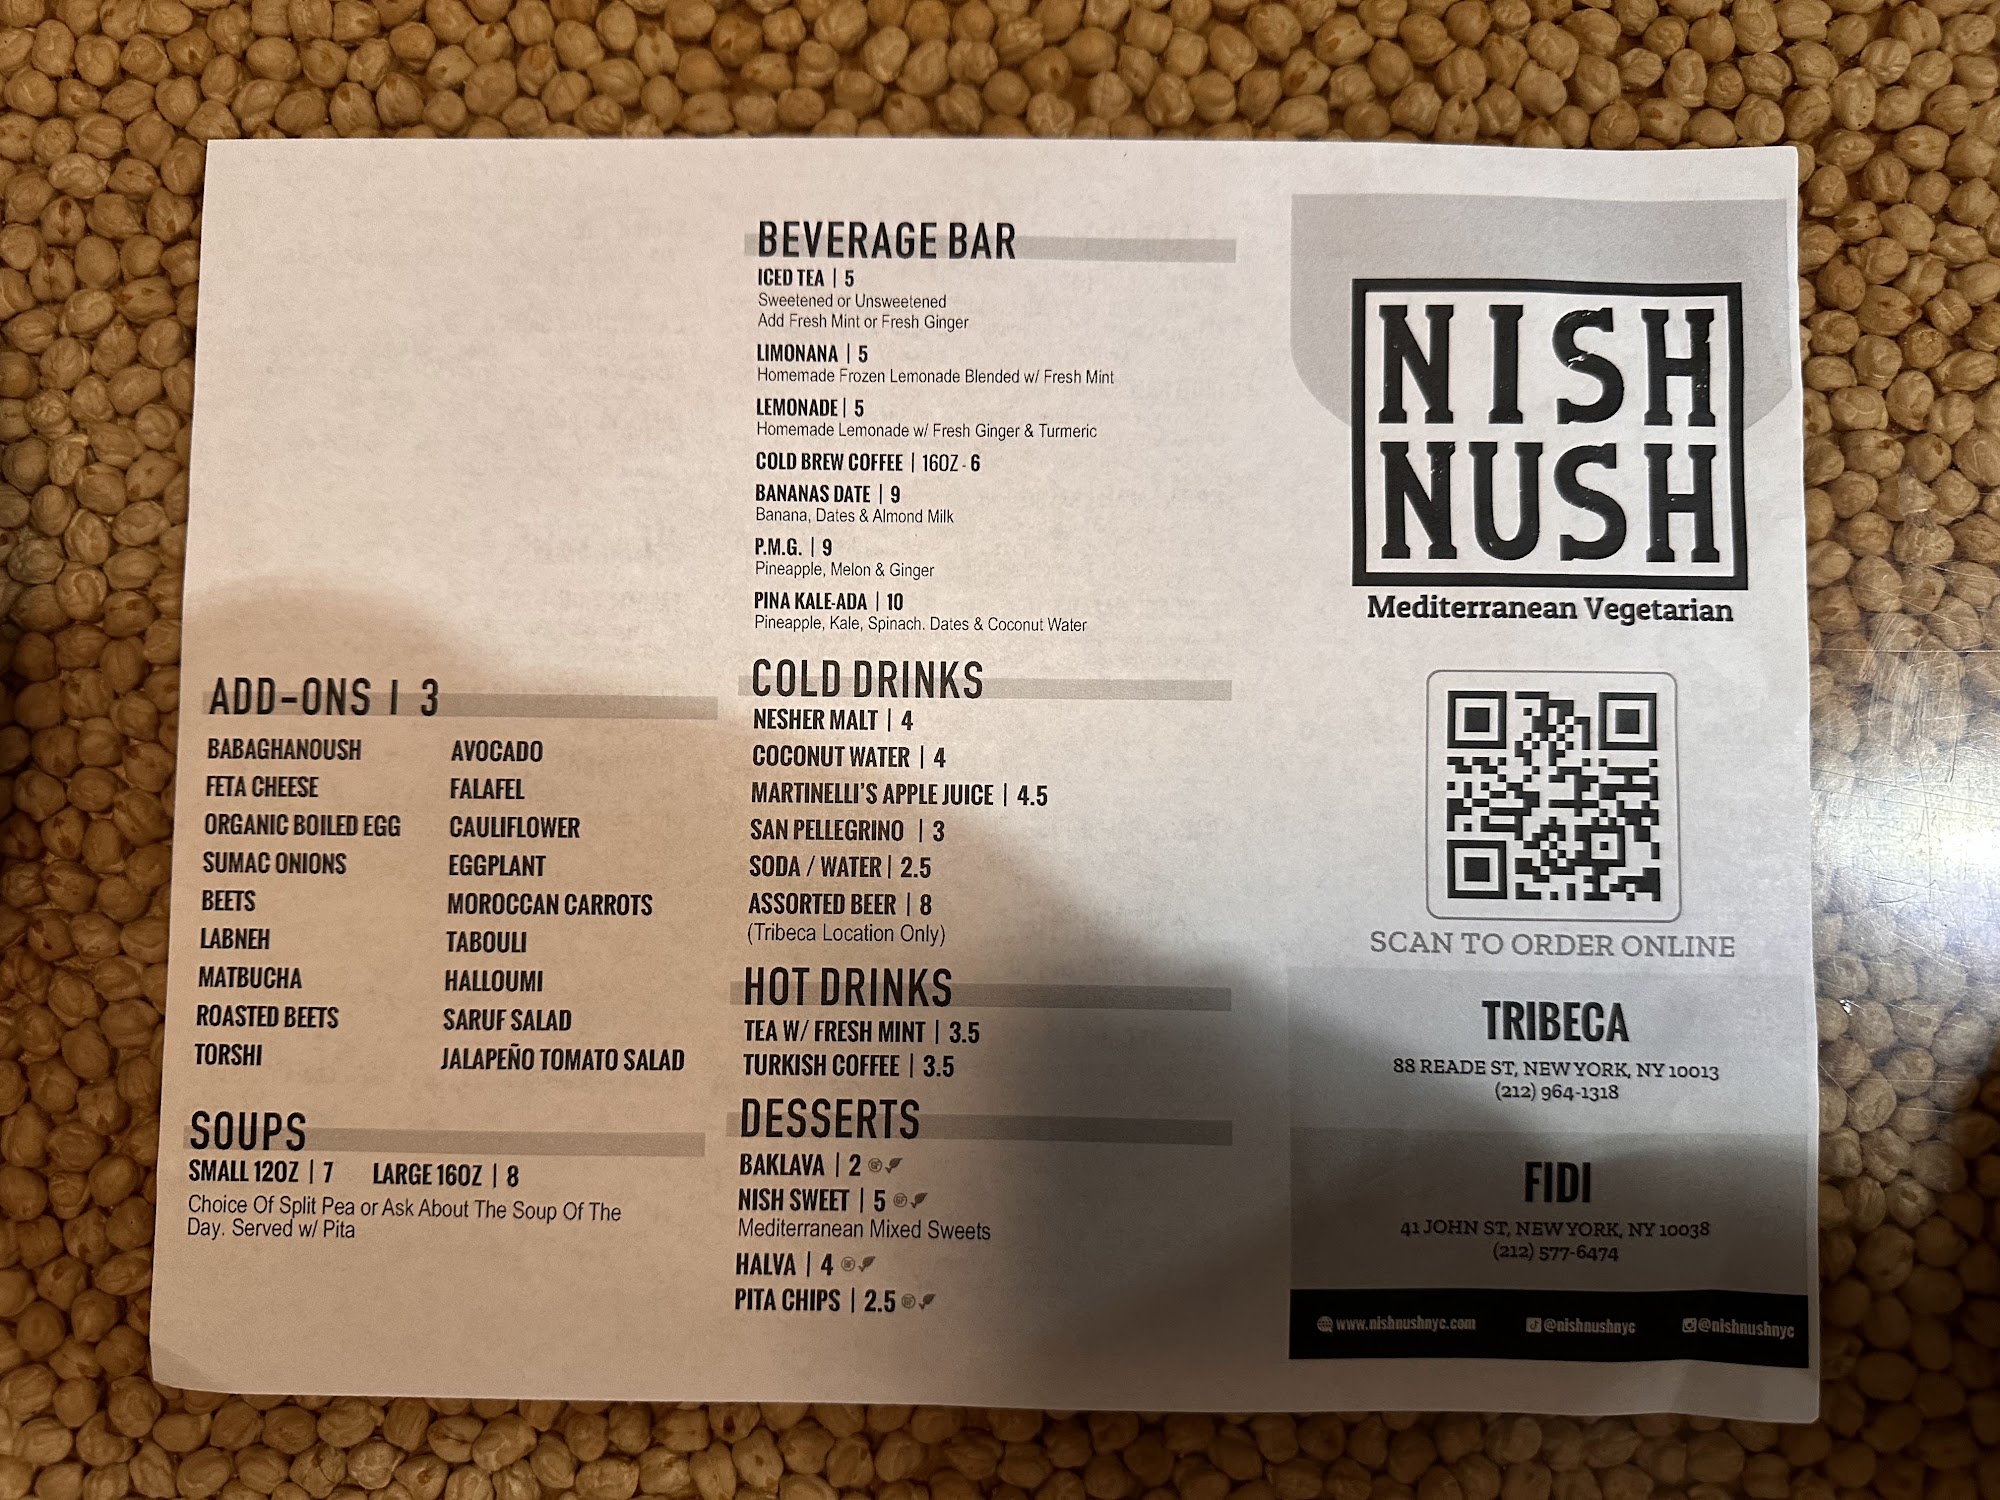 ADD-ONS | 3
BABAGHANOUSH
FETA CHEESE
ORGANIC BOILED EGG
SUMAC ONIONS
BEETS
LABNEH
MATBUCHA
ROASTED BEETS
TORSHI
AVOCADO
FALAFEL
CAULIFLOWER
EGGPLANT
MOROCCAN CARROTS
TABOULI
HALLOUMI
SARUF SALAD
JALAPEÑO TOMATO SALAD
SOUPS
SMALL 12OZ | 7 LARGE 16OZ | 8
Choice Of Split Pea or Ask About The Soup Of The
Day. Served w/ Pita
BEVERAGE BAR
ICED TEA | 5
Sweetened or Unsweetened
Add Fresh Mint or Fresh Ginger
LIMONANA | 5
Homemade Frozen Lemonade Blended w/ Fresh Mint
LEMONADE | 5
Homemade Lemonade w/ Fresh Ginger & Turmeric
COLD BREW COFFEE | 16OZ - 6
BANANAS DATE | 9
Banana, Dates & Almond Milk
P.M.G. | 9
Pineapple, Melon & Ginger
PINA KALE-ADA | 10
Pineapple, Kale, Spinach. Dates & Coconut Water
COLD DRINKS
NESHER MALT | 4
COCONUT WATER | 4
MARTINELLI'S APPLE JUICE | 4.5
SAN PELLEGRINO | 3
SODA / WATER | 2.5
ASSORTED BEER | 8
(Tribeca Location Only)
HOT DRINKS
TEA W/ FRESH MINT | 3.5
TURKISH COFFEE | 3.5
DESSERTS
BAKLAVA | 2
NISH SWEET | 5 GF
Mediterranean Mixed Sweets
HALVA | 4
PITA CHIPS | 2.5
NISH
NUSH
Mediterranean Vegetarian
SCAN TO ORDER ONLINE
TRIBECA
88 READE ST, NEW YORK, NY 10013
(212) 964-1318
FIDI
41 JOHN ST, NEW YORK, NY 10038
(212) 577-6474
www.nishnushnyc.com @nishnushnyc @nishnushnyc